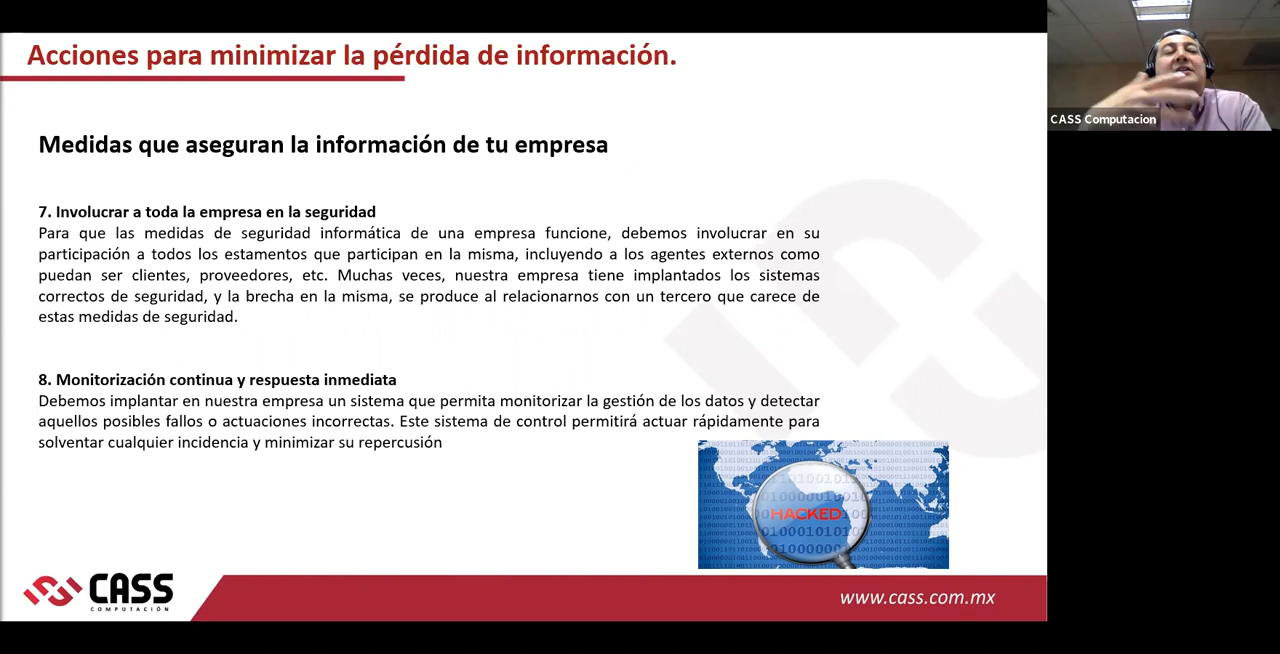 Acciones para minimizar la pérdida de información.
CASS Computacion
Medidas que aseguran la información de tu empresa
7. Involucrar a toda la empresa en la seguridad
Para que las medidas de seguridad informática de una empresa funcione, debemos involucrar en su
participación a todos los estamentos que participan en la misma, incluyendo a los agentes externos como
puedan ser clientes, proveedores, etc. Muchas veces, nuestra empresa tiene implantados los sistemas
correctos de seguridad, y la brecha en la misma, se produce al relacionarnos con un tercero que carece de
estas medidas de seguridad.
8. Monitorización continua y respuesta inmediata
Debemos implantar en nuestra empresa un sistema que permita monitorizar la gestión de los datos y detectar
aquellos posibles fallos o actuaciones incorrectas. Este sistema de control permitirá actuar rápidamente para
solventar cualquier incidencia y minimizar su repercusión
HACKED
CASS
COMPUTACIÓN
www.cass.com.mx